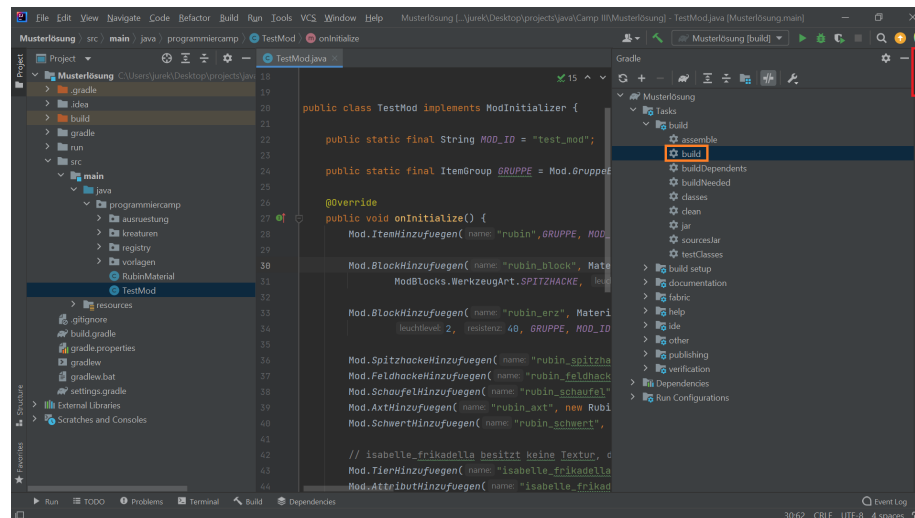 File Edit View Navigate Code Refactor Build Run Tools VCS Window Help Musterlösung [...\jurek\Desktop\projects\java\Camp III\Musterlösung] - TestMod.java [Musterlösung.main]
Musterlösung src main java programmiercamp TestMod onInitialize Musterlösung [build]
Project
TestMod.java
Gradle
Project
Musterlösung C:\Users\jurek\Desktop\projects\java
.gradle
.idea
build
gradle
run
src
main
java
programmiercamp
ausruestung
kreaturen
registry
vorlagen
RubinMaterial
TestMod
resources
.gitignore
build.gradle
gradle.properties
gradlew
gradlew.bat
settings.gradle
External Libraries
Scratches and Consoles
Structure
Favorites
15
18
19
20 public class TestMod implements ModInitializer {
21
22 public static final String MOD_ID = "test_mod";
23
24 public static final ItemGroup GRUPPE = Mod.GruppeE
25
26 @Override
27 public void onInitialize() {
28 Mod.ItemHinzufuegen( name: "rubin",GRUPPE, MOD_
29
30 Mod.BlockHinzufuegen( name: "rubin_block", Mate
31 ModBlocks.WerkzeugArt.SPITZHACKE, leuc
32
33 Mod.BlockHinzufuegen( name: "rubin_erz", Materi
34 leuchtlevel: 2, resistenz: 40, GRUPPE, MOD_ID
35
36 Mod.SpitzhackeHinzufuegen( name: "rubin_spitzha
37 Mod.FeldhackeHinzufuegen( name: "rubin_feldhack
38 Mod.SchaufelHinzufuegen( name: "rubin_schaufel"
39 Mod.AxtHinzufuegen( name: "rubin_axt", new Rubi
40 Mod.SchwertHinzufuegen( name: "rubin_schwert",
41
42 // isabelle_frikadella besitzt keine Textur, d
43 Mod.TierHinzufuegen( name: "isabelle_frikadella
44 Mod.AttributHinzufuegen( name: "isabelle_frikad
Musterlösung
Tasks
build
assemble
build
buildDependents
buildNeeded
classes
clean
jar
sourcesJar
testClasses
build setup
documentation
fabric
help
ide
other
publishing
verification
Dependencies
Run Configurations
Run TODO Problems Terminal Build Dependencies Event Log
30:62 CRLF UTF-8 4 spaces